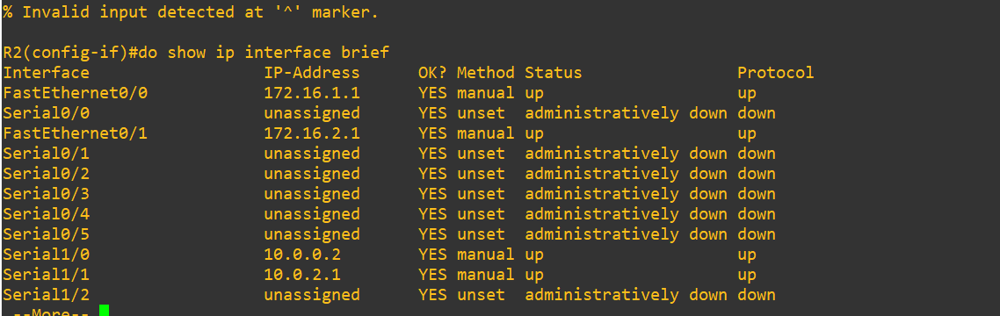 % Invalid input detected at '^' marker.
R2(config-if)#do show ip interface brief
Interface IP-Address OK? Method Status Protocol
FastEthernet0/0 172.16.1.1 YES manual up up
Serial0/0 unassigned YES unset administratively down down
FastEthernet0/1 172.16.2.1 YES manual up up
Serial0/1 unassigned YES unset administratively down down
Serial0/2 unassigned YES unset administratively down down
Serial0/3 unassigned YES unset administratively down down
Serial0/4 unassigned YES unset administratively down down
Serial0/5 unassigned YES unset administratively down down
Serial1/0 10.0.0.2 YES manual up up
Serial1/1 10.0.2.1 YES manual up up
Serial1/2 unassigned YES unset administratively down down
--More--